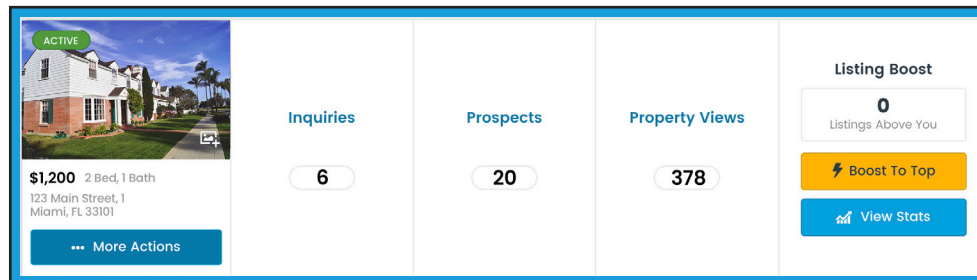 ACTIVE
$1,200 2 Bed, 1 Bath
123 Main Street, 1
Miami, FL 33101
••• More Actions
Inquiries
6
Prospects
20
Property Views
378
Listing Boost
0
Listings Above You
Boost To Top
View Stats